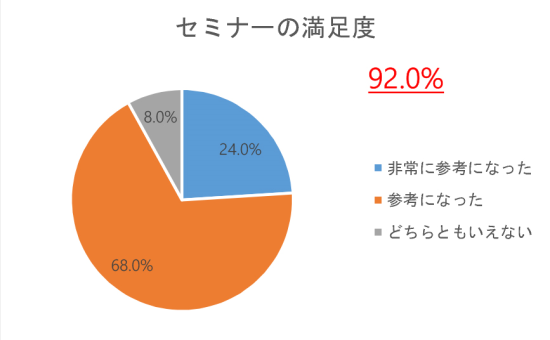 セミナーの満足度
92.0%
8.0%
24.0%
68.0%
非常に参考になった
参考になった
どちらともいえない